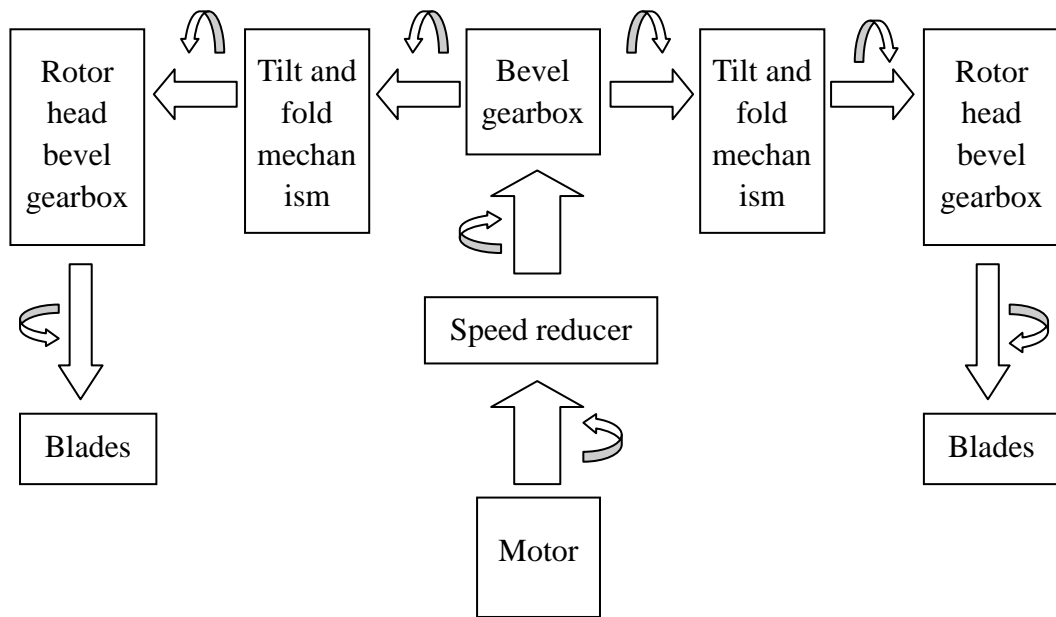 Rotor
head
bevel
gearbox
Tilt and
fold
mechan
ism
Bevel
gearbox
Tilt and
fold
mechan
ism
Rotor
head
bevel
gearbox
Speed reducer
Blades
Blades
Motor